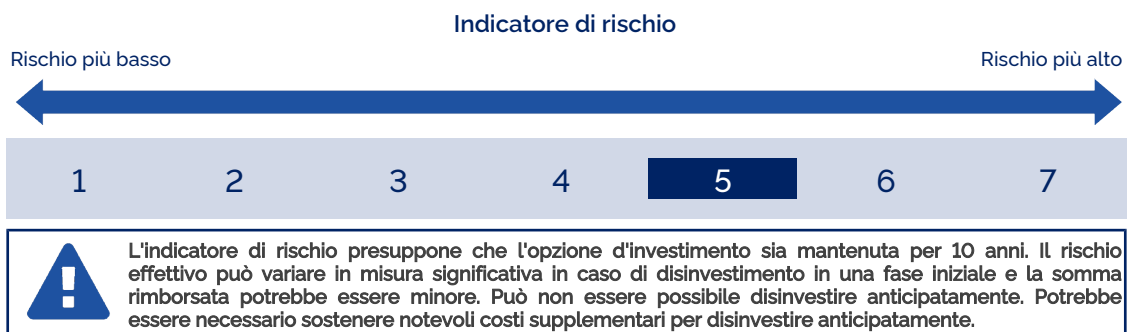 Indicatore di rischio
Rischio più basso
Rischio più alto
1 2 3 4 5 6 7
L'indicatore di rischio presuppone che l'opzione d'investimento sia mantenuta per 10 anni. Il rischio
effettivo può variare in misura significativa in caso di disinvestimento in una fase iniziale e la somma
rimborsata potrebbe essere minore. Può non essere possibile disinvestire anticipatamente. Potrebbe
essere necessario sostenere notevoli costi supplementari per disinvestire anticipatamente.